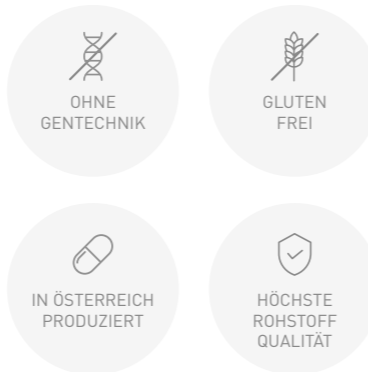 OHNE
GENTECHNIK
GLUTEN
FREI
IN ÖSTERREICH
PRODUZIERT
HÖCHSTE
ROHSTOFF
QUALITÄT